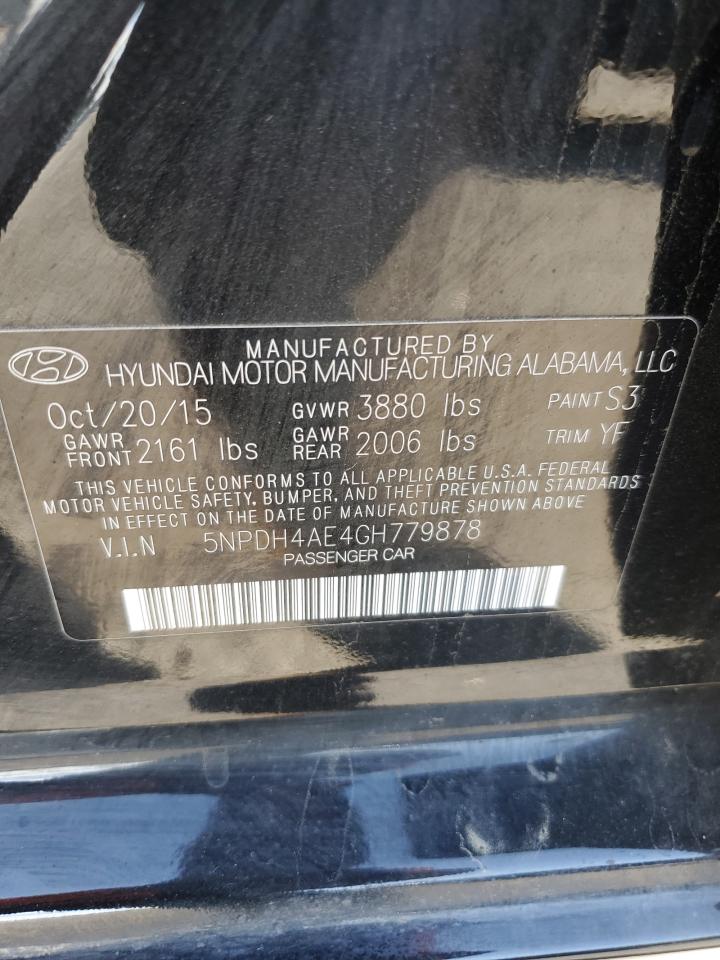 MANUFACTURED BY
HYUNDAI MOTOR MANUFACTURING ALABAMA, LLC
Oct/20/15 GVWR 3880 lbs PAINT S3
GAWR FRONT 2161 lbs GAWR REAR 2006 lbs TRIM YF
THIS VEHICLE CONFORMS TO ALL APPLICABLE U.S.A. FEDERAL
MOTOR VEHICLE SAFETY, BUMPER, AND THEFT PREVENTION STANDARDS
IN EFFECT ON THE DATE OF MANUFACTURE SHOWN ABOVE
V.I.N 5NPDH4AE4GH779878
PASSENGER CAR